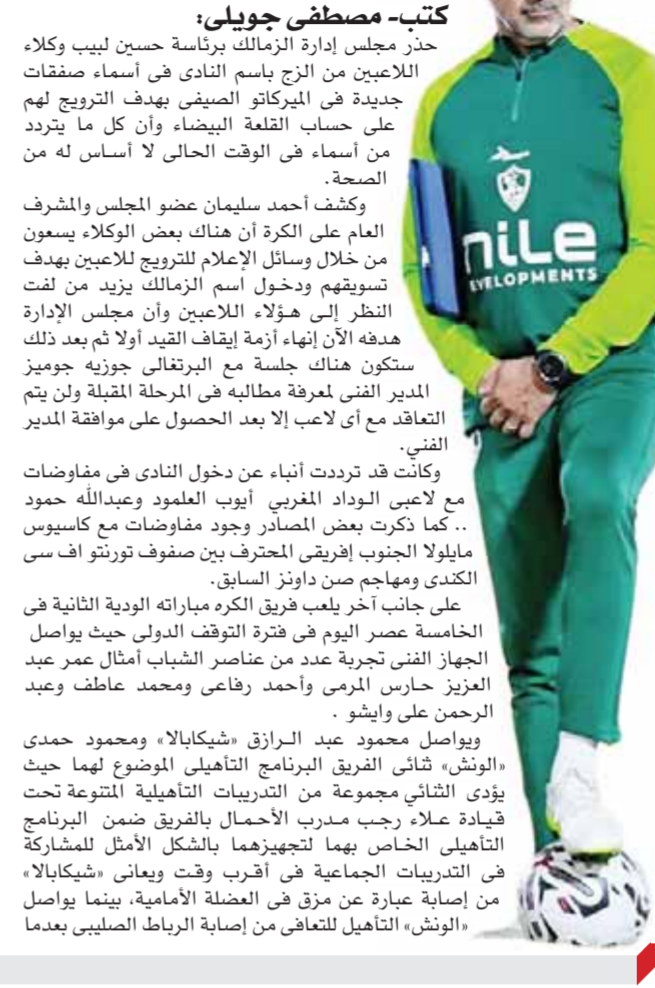 كتب- مصطفى جويلى:
حذر مجلس إدارة الزمالك برئاسة حسين لبيب وكلاء
اللاعبين من الزج باسم النادى فى أسماء صفقات
جديدة فى الميركاتو الصيفى بهدف الترويج لهم
على حساب القلعة البيضاء وأن كل ما يتردد
من أسماء فى الوقت الحالى لا أساس له من
الصحة.
وكشف أحمد سليمان عضو المجلس والمشرف
العام على الكرة أن هناك بعض الوكلاء يسعون
من خلال وسائل الإعلام للترويج للاعبين بهدف
تسويقهم ودخول اسم الزمالك يزيد من لفت
النظر إلى هؤلاء اللاعبين وأن مجلس الإدارة
هدفه الآن إنهاء أزمة إيقاف القيد أولا ثم بعد ذلك
ستكون هناك جلسة مع البرتغالى جوزيه جوميز
المدير الفنى لمعرفة مطالبه فى المرحلة المقبلة ولن يتم
التعاقد مع أى لاعب إلا بعد الحصول على موافقة المدير
الفني.
وكانت قد ترددت أنباء عن دخول النادى فى مفاوضات
مع لاعبى الوداد المغربي أيوب العلمود وعبدالله حمود
.. كما ذكرت بعض المصادر وجود مفاوضات مع كاسيوس
مايلولا الجنوب إفريقى المحترف بين صفوف تورنتو اف سى
الكندى ومهاجم صن داونز السابق.
على جانب آخر يلعب فريق الكره مباراته الودية الثانية فى
الخامسة عصر اليوم فى فترة التوقف الدولى حيث يواصل
الجهاز الفنى تجربة عدد من عناصر الشباب أمثال عمر عبد
العزيز حارس المرمى وأحمد رفاعى ومحمد عاطف وعبد
الرحمن على وايشو .
ويواصل محمود عبد الرازق «شيكابالا» ومحمود حمدى
«الونش» ثنائى الفريق البرنامج التأهيلى الموضوع لهما حيث
يؤدى الثنائي مجموعة من التدريبات التأهيلية المتنوعة تحت
قيادة علاء رجب مدرب الأحمال بالفريق ضمن البرنامج
التأهيلى الخاص بهما لتجهيزهما بالشكل الأمثل للمشاركة
فى التدريبات الجماعية فى أقرب وقت ويعانى «شيكابالا»
من إصابة عبارة عن مزق فى العضلة الأمامية، بينما يواصل
«الونش» التأهيل للتعافى من إصابة الرباط الصليبى بعدما
nile
EVELOPMENTS